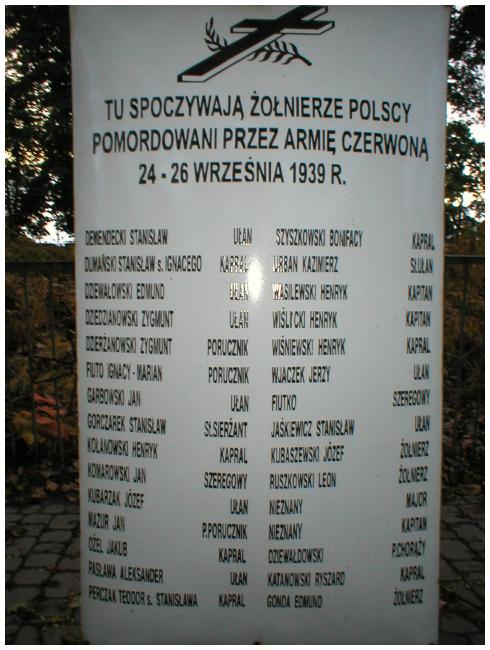 TU SPOCZYWAJĄ ŻOŁNIERZE POLSCY
POMORDOWANI PRZEZ ARMIĘ CZERWONĄ
24 - 26 WRZEŚNIA 1939 R.
DEMENDECKI STANISŁAW UŁAN
DUMAŃSKI STANISŁAW s. IGNACEGO KAPRAL
DZIEWAŁOWSKI EDMUND UŁAN
DZIEDZIANOWSKI ZYGMUNT UŁAN
DZIERŻANOWSKI ZYGMUNT PORUCZNIK
FIUTO IGNACY - MARIAN PORUCZNIK
GARBOWSKI JAN UŁAN
GORCZAREK STANISŁAW St.SIERŻANT
KOŁANOWSKI HENRYK KAPRAL
KOMAROWSKI JAN SZEREGOWY
KUBARZAK JÓZEF UŁAN
MAZUR JAN P.PORUCZNIK
OŻEL JAKUB KAPRAL
PASŁAWA ALEKSANDER UŁAN
PERCZAK TEODOR s. STANISŁAWA KAPRAL
SZYSZKOWSKI BONIFACY KAPRAL
URBAN KAZIMIERZ St.UŁAN
WASILEWSKI HENRYK KAPITAN
WIŚLICKI HENRYK KAPITAN
WIŚNIEWSKI HENRYK KAPRAL
WJACZEK JERZY UŁAN
FIUTKO SZEREGOWY
JAŚKIEWICZ STANISŁAW UŁAN
KUBASZEWSKI JÓZEF ŻOŁNIERZ
RUSZKOWSKI LEON ŻOŁNIERZ
NIEZNANY MAJOR
NIEZNANY KAPITAN
DZIEWAŁDOWSKI P.CHORĄŻY
KATANOWSKI RYSZARD KAPRAL
GONDA EDMUND ŻOŁNIERZ